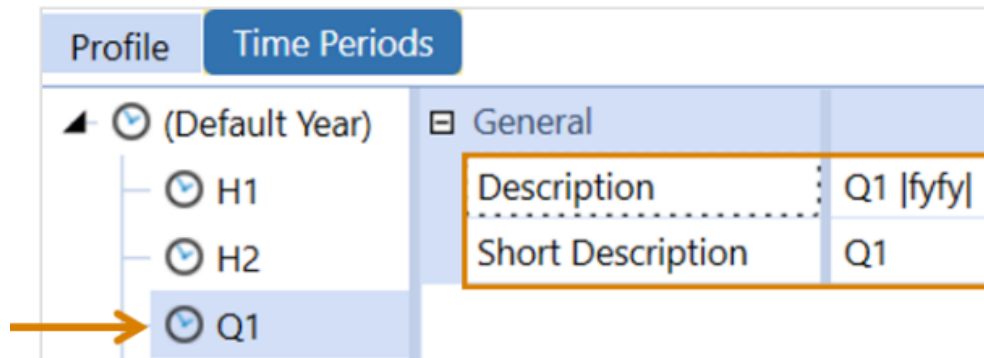 Profile Time Periods
(Default Year) General
H1 Description Q1 |fyfy|
H2 Short Description Q1
Q1